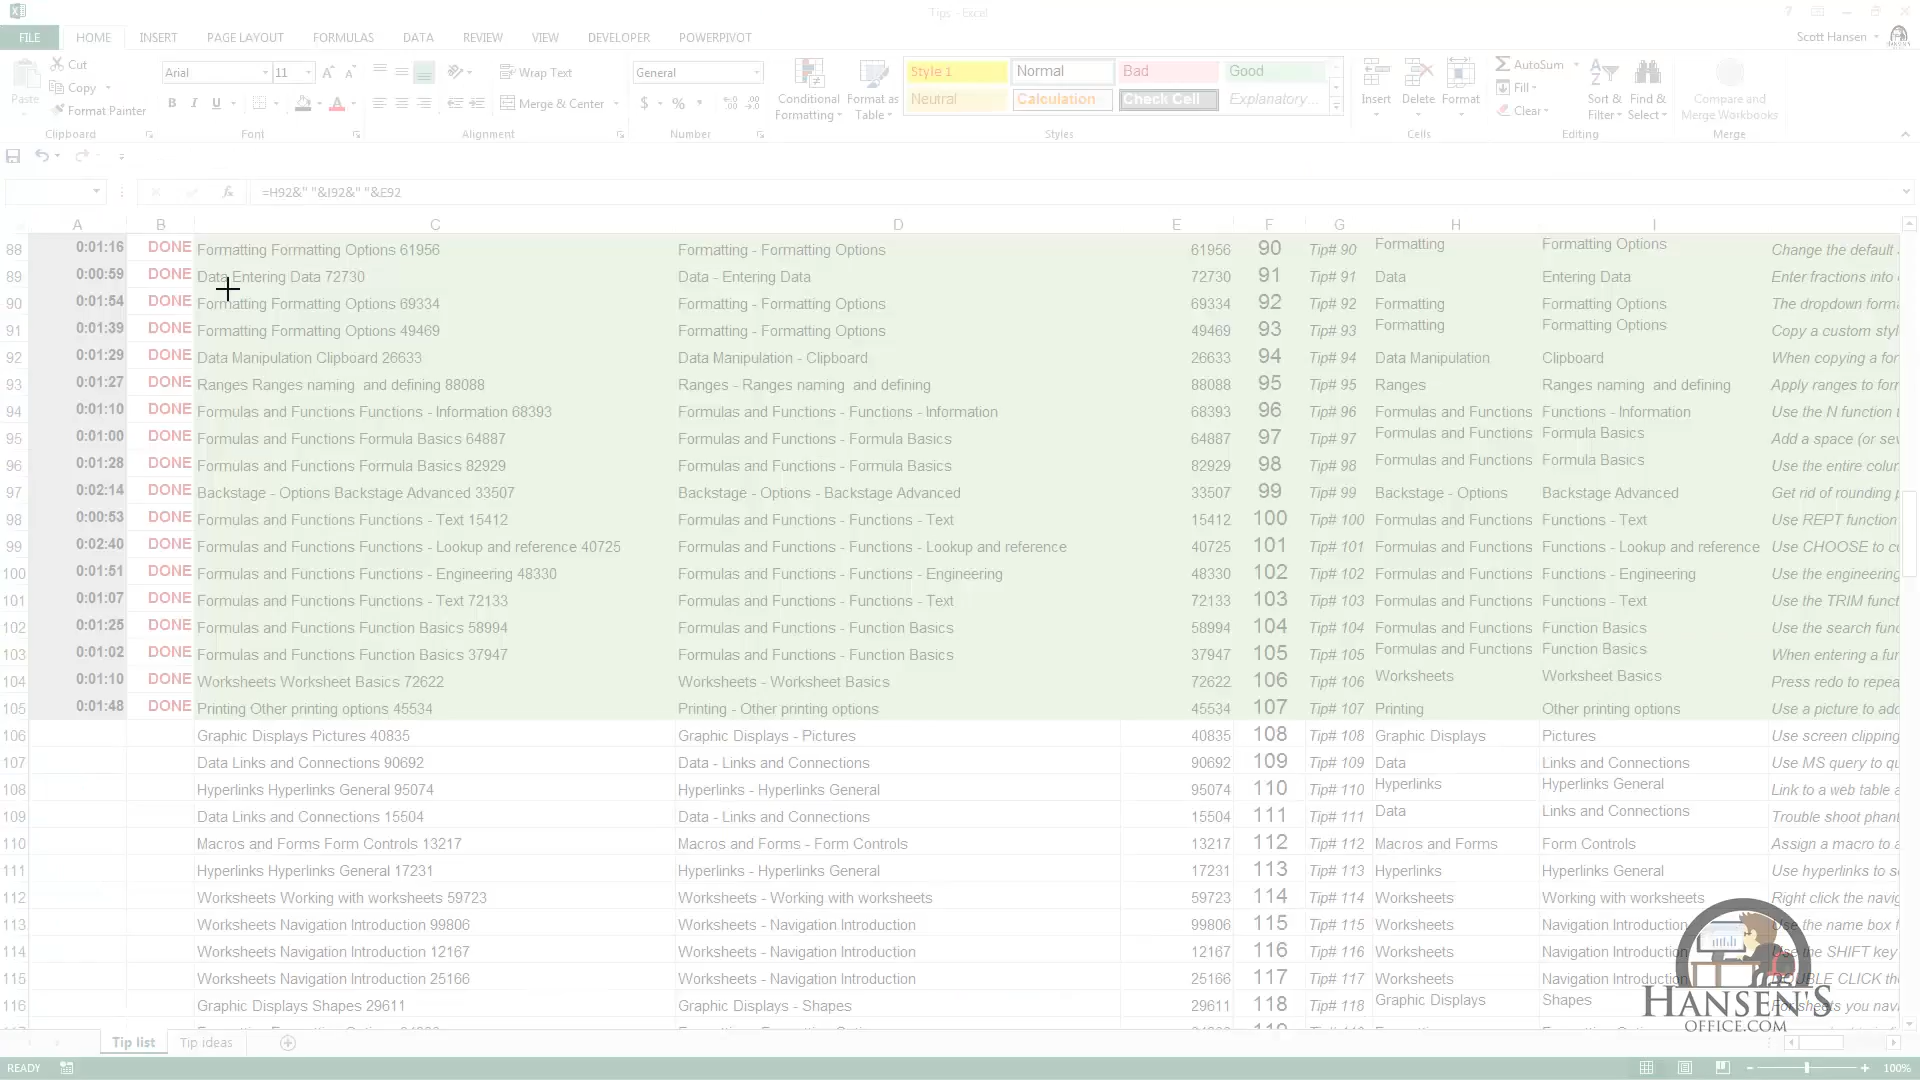 Tips - Excel
FILE HOME INSERT PAGE LAYOUT FORMULAS DATA REVIEW VIEW DEVELOPER POWERPIVOT Scott Hansen
Paste Cut Copy Format Painter Clipboard
Arial 11 B I U Font
Wrap Text Merge & Center Alignment
General $ % Number
Conditional Formatting Format as Table
Style 1 Normal Bad Good
Neutral Calculation Check Cell Explanatory... Styles
Insert Delete Format Cells
AutoSum Fill Clear Sort & Filter Find & Select Editing
Compare and Merge Workbooks Merge
fx =H92&" "&I92&" "&E92
A B C D E F G H I
88 0:01:16 DONE Formatting Formatting Options 61956 Formatting - Formatting Options 61956 90 Tip# 90 Formatting Formatting Options Change the default
89 0:00:59 DONE Data Entering Data 72730 Data - Entering Data 72730 91 Tip# 91 Data Entering Data Enter fractions into
90 0:01:54 DONE Formatting Formatting Options 69334 Formatting - Formatting Options 69334 92 Tip# 92 Formatting Formatting Options The dropdown
91 0:01:39 DONE Formatting Formatting Options 49469 Formatting - Formatting Options 49469 93 Tip# 93 Formatting Formatting Options Copy a custom
92 0:01:29 DONE Data Manipulation Clipboard 26633 Data Manipulation - Clipboard 26633 94 Tip# 94 Data Manipulation Clipboard When copying a
93 0:01:27 DONE Ranges Ranges naming  and defining 88088 Ranges - Ranges naming  and defining 88088 95 Tip# 95 Ranges Ranges naming  and defining Apply ranges to
94 0:01:10 DONE Formulas and Functions Functions - Information 68393 Formulas and Functions - Functions - Information 68393 96 Tip# 96 Formulas and Functions Functions - Information Use the N function
95 0:01:00 DONE Formulas and Functions Formula Basics 64887 Formulas and Functions - Formula Basics 64887 97 Tip# 97 Formulas and Functions Formula Basics Add a space (or
96 0:01:28 DONE Formulas and Functions Formula Basics 82929 Formulas and Functions - Formula Basics 82929 98 Tip# 98 Formulas and Functions Formula Basics Use the entire
97 0:02:14 DONE Backstage - Options Backstage Advanced 33507 Backstage - Options - Backstage Advanced 33507 99 Tip# 99 Backstage - Options Backstage Advanced Get rid of rounding
98 0:00:53 DONE Formulas and Functions Functions - Text 15412 Formulas and Functions - Functions - Text 15412 100 Tip# 100 Formulas and Functions Functions - Text Use REPT function
99 0:02:40 DONE Formulas and Functions Functions - Lookup and reference 40725 Formulas and Functions - Functions - Lookup and reference 40725 101 Tip# 101 Formulas and Functions Functions - Lookup and reference Use CHOOSE to
100 0:01:51 DONE Formulas and Functions Functions - Engineering 48330 Formulas and Functions - Functions - Engineering 48330 102 Tip# 102 Formulas and Functions Functions - Engineering Use the engineering
101 0:01:07 DONE Formulas and Functions Functions - Text 72133 Formulas and Functions - Functions - Text 72133 103 Tip# 103 Formulas and Functions Functions - Text Use the TRIM
102 0:01:25 DONE Formulas and Functions Function Basics 58994 Formulas and Functions - Function Basics 58994 104 Tip# 104 Formulas and Functions Function Basics Use the search
103 0:01:02 DONE Formulas and Functions Function Basics 37947 Formulas and Functions - Function Basics 37947 105 Tip# 105 Formulas and Functions Function Basics When entering a
104 0:01:10 DONE Worksheets Worksheet Basics 72622 Worksheets - Worksheet Basics 72622 106 Tip# 106 Worksheets Worksheet Basics Press redo to
105 0:01:48 DONE Printing Other printing options 45534 Printing - Other printing options 45534 107 Tip# 107 Printing Other printing options Use a picture to
106 Graphic Displays Pictures 40835 Graphic Displays - Pictures 40835 108 Tip# 108 Graphic Displays Pictures Use screen clipping
107 Data Links and Connections 90692 Data - Links and Connections 90692 109 Tip# 109 Data Links and Connections Use MS query to
108 Hyperlinks Hyperlinks General 95074 Hyperlinks - Hyperlinks General 95074 110 Tip# 110 Hyperlinks Hyperlinks General Link to a web table
109 Data Links and Connections 15504 Data - Links and Connections 15504 111 Tip# 111 Data Links and Connections Trouble shoot
110 Macros and Forms Form Controls 13217 Macros and Forms - Form Controls 13217 112 Tip# 112 Macros and Forms Form Controls Assign a macro to
111 Hyperlinks Hyperlinks General 17231 Hyperlinks - Hyperlinks General 17231 113 Tip# 113 Hyperlinks Hyperlinks General Use hyperlinks to
112 Worksheets Working with worksheets 59723 Worksheets - Working with worksheets 59723 114 Tip# 114 Worksheets Working with worksheets Right click the
113 Worksheets Navigation Introduction 99806 Worksheets - Navigation Introduction 99806 115 Tip# 115 Worksheets Navigation Introduction Use the name box
114 Worksheets Navigation Introduction 12167 Worksheets - Navigation Introduction 12167 116 Tip# 116 Worksheets Navigation Introduction Use the SHIFT key
115 Worksheets Navigation Introduction 25166 Worksheets - Navigation Introduction 25166 117 Tip# 117 Worksheets Navigation Introduction DOUBLE CLICK
116 Graphic Displays Shapes 29611 Graphic Displays - Shapes 29611 118 Tip# 118 Graphic Displays Shapes For sheets you
HANSEN'S
OFFICE.COM
Tip list Tip ideas
READY 100%